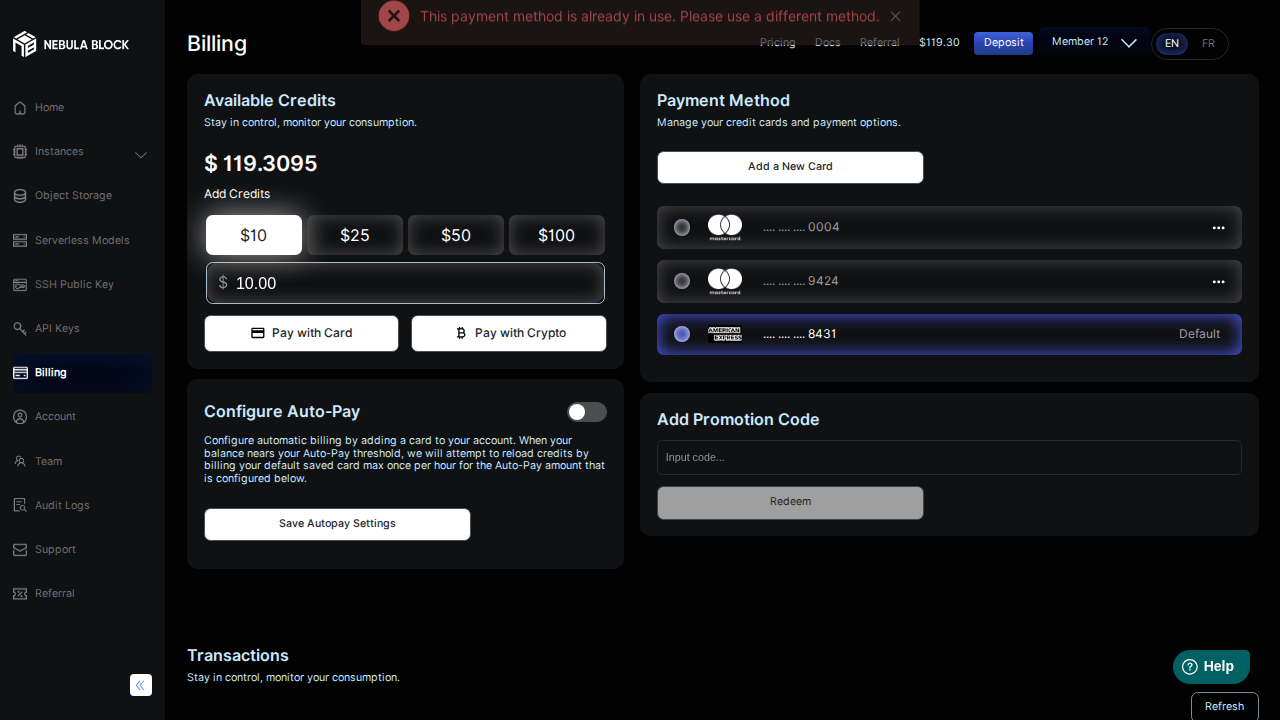 This payment method is already in use. Please use a different method.
NEBULA BLOCK
Billing
Pricing
Docs
Referral
$119.30
Deposit
Member 12
EN
FR
Home
Instances
Object Storage
Serverless Models
SSH Public Key
API Keys
Billing
Account
Team
Audit Logs
Support
Referral
Available Credits
Stay in control, monitor your consumption.
$ 119.3095
Add Credits
$10
$25
$50
$100
$ 10.00
Pay with Card
Pay with Crypto
Configure Auto-Pay
Configure automatic billing by adding a card to your account. When your
balance nears your Auto-Pay threshold, we will attempt to reload credits by
billing your default saved card max once per hour for the Auto-Pay amount that
is configured below.
Save Autopay Settings
Payment Method
Manage your credit cards and payment options.
Add a New Card
mastercard
.... .... .... 0004
mastercard
.... .... .... 9424
AMERICAN
EXPRESS
.... .... .... 8431
Default
Add Promotion Code
Input code...
Redeem
Transactions
Stay in control, monitor your consumption.
Help
Refresh